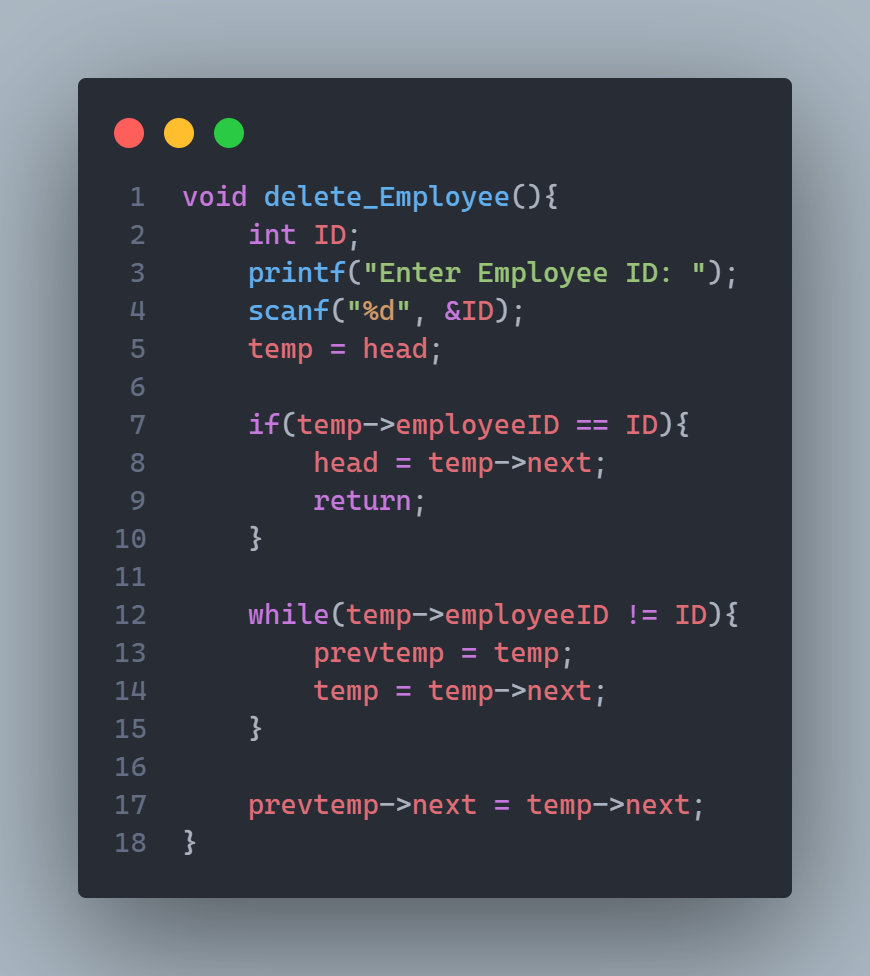 1 void delete_Employee(){
2     int ID;
3     printf("Enter Employee ID: ");
4     scanf("%d", &ID);
5     temp = head;
6
7     if(temp->employeeID == ID){
8         head = temp->next;
9         return;
10     }
11
12     while(temp->employeeID != ID){
13         prevtemp = temp;
14         temp = temp->next;
15     }
16
17     prevtemp->next = temp->next;
18 }